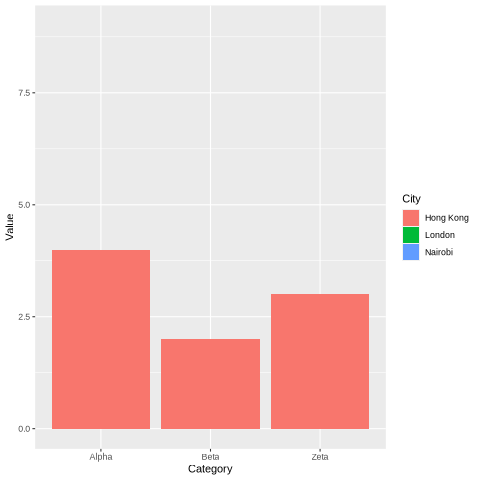 7.5
5.0
2.5
0.0
Value
Alpha Beta Zeta
Category
City
Hong Kong
London
Nairobi